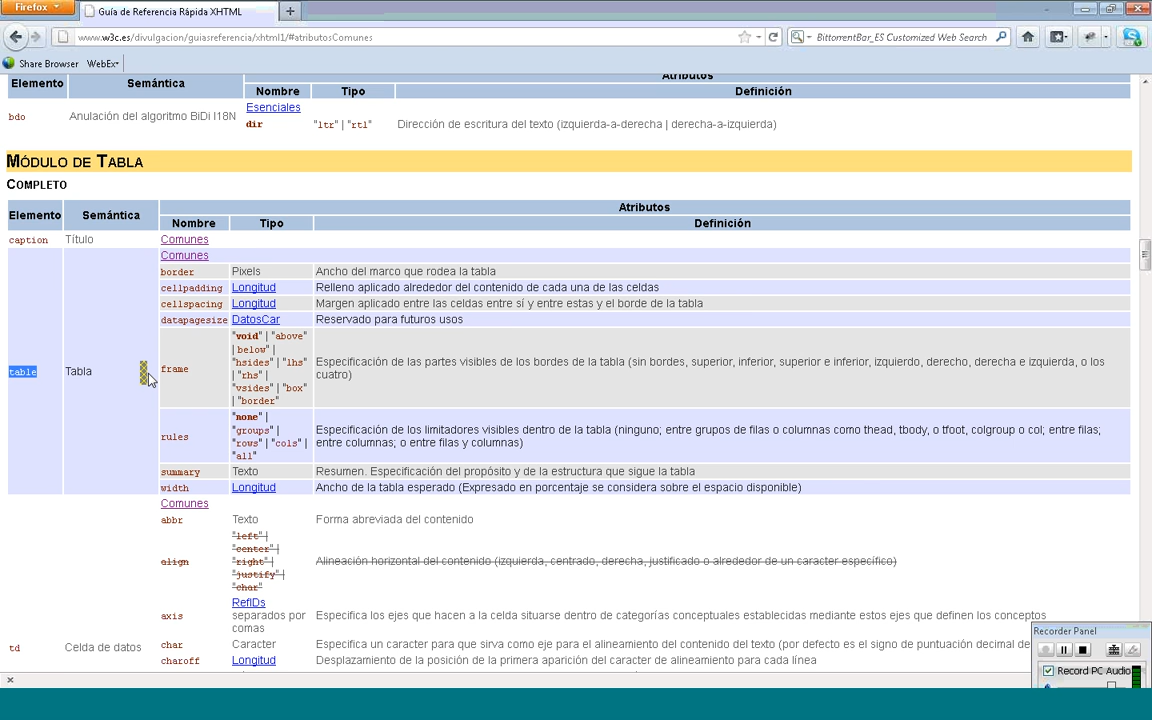 Firefox
Guía de Referencia Rápida XHTML
www.w3c.es/divulgacion/guiasreferencia/xhtml1/#atributosComunes
BittorrentBar_ES Customized Web Search
Share Browser WebEx
Elemento Semántica Atributos
Nombre Tipo Definición
bdo Anulación del algoritmo BiDi I18N Esenciales
dir "ltr" | "rtl" Dirección de escritura del texto (izquierda-a-derecha | derecha-a-izquierda)
MÓDULO DE TABLA
COMPLETO
Elemento Semántica Atributos
Nombre Tipo Definición
caption Título Comunes
Comunes
border Pixels Ancho del marco que rodea la tabla
cellpadding Longitud Relleno aplicado alrededor del contenido de cada una de las celdas
cellspacing Longitud Margen aplicado entre las celdas entre sí y entre estas y el borde de la tabla
datapagesize DatosCar Reservado para futuros usos
table Tabla
frame "void" | "above"
| below" |
"hsides" | "lhs"
| "rhs" |
"vsides" | "box"
| "border"
Especificación de las partes visibles de los bordes de la tabla (sin bordes, superior, inferior, superior e inferior, izquierdo, derecho, derecha e izquierda, o los
cuatro)
rules "none" |
"groups" |
"rows" | "cols" |
"all"
Especificación de los limitadores visibles dentro de la tabla (ninguno; entre grupos de filas o columnas como thead, tbody, o tfoot, colgroup o col; entre filas;
entre columnas; o entre filas y columnas)
summary Texto Resumen. Especificación del propósito y de la estructura que sigue la tabla
width Longitud Ancho de la tabla esperado (Expresado en porcentaje se considera sobre el espacio disponible)
Comunes
abbr Texto Forma abreviada del contenido
align "left" |
"center" |
"right" |
"justify" |
"char"
Alineación horizontal del contenido (izquierda, centrado, derecha, justificado o alrededor de un caracter específico)
axis RefIDs
separados por
comas
Especifica los ejes que hacen a la celda situarse dentro de categorías conceptuales establecidas mediante estos ejes que definen los conceptos
td Celda de datos
char Caracter Especifica un caracter para que sirva como eje para el alineamiento del contenido del texto (por defecto es el signo de puntuación decimal de
charoff Longitud Desplazamiento de la posición de la primera aparición del caracter de alineamiento para cada línea
Recorder Panel
Record PC Audio